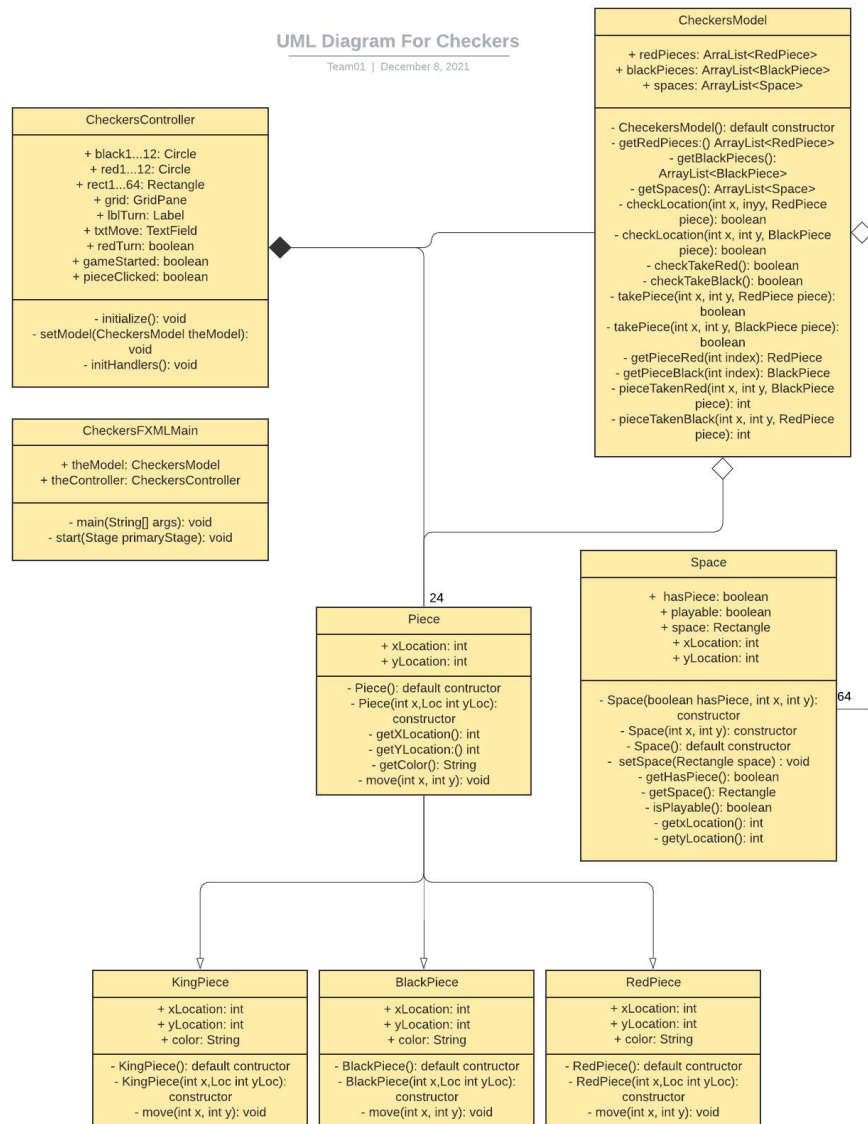 UML Diagram For Checkers
Team01 | December 8, 2021
CheckersModel
+ redPieces: ArraList<RedPiece>
+ blackPieces: ArrayList<BlackPiece>
+ spaces: ArrayList<Space>
- ChecekersModel(): default constructor
- getRedPieces:() ArrayList<RedPiece>
- getBlackPieces():
ArrayList<BlackPiece>
- getSpaces(): ArrayList<Space>
- checkLocation(int x, inyy, RedPiece
piece): boolean
- checkLocation(int x, int y, BlackPiece
piece): boolean
- checkTakeRed(): boolean
- checkTakeBlack(): boolean
- takePiece(int x, int y, RedPiece piece):
boolean
- takePiece(int x, int y, BlackPiece piece):
boolean
- getPieceRed(int index): RedPiece
- getPieceBlack(int index): BlackPiece
- pieceTakenRed(int x, int y, BlackPiece
piece): int
- pieceTakenBlack(int x, int y, RedPiece
piece): int
CheckersController
+ black1...12: Circle
+ red1...12: Circle
+ rect1...64: Rectangle
+ grid: GridPane
+ lblTurn: Label
+ txtMove: TextField
+ redTurn: boolean
+ gameStarted: boolean
+ pieceClicked: boolean
- initialize(): void
- setModel(CheckersModel theModel):
void
- initHandlers(): void
CheckersFXMLMain
+ theModel: CheckersModel
+ theController: CheckersController
- main(String[] args): void
- start(Stage primaryStage): void
24
Piece
+ xLocation: int
+ yLocation: int
- Piece(): default contructor
- Piece(int x,Loc int yLoc):
constructor
- getXLocation(): int
- getYLocation:() int
- getColor(): String
- move(int x, int y): void
Space
+ hasPiece: boolean
+ playable: boolean
+ space: Rectangle
+ xLocation: int
+ yLocation: int
- Space(boolean hasPiece, int x, int y):
constructor
- Space(int x, int y): constructor
- Space(): default constructor
- setSpace(Rectangle space) : void
- getHasPiece(): boolean
- getSpace(): Rectangle
- isPlayable(): boolean
- getxLocation(): int
- getyLocation(): int
64
KingPiece
+ xLocation: int
+ yLocation: int
+ color: String
- KingPiece(): default contructor
- KingPiece(int x,Loc int yLoc):
constructor
- move(int x, int y): void
BlackPiece
+ xLocation: int
+ yLocation: int
+ color: String
- BlackPiece(): default contructor
- BlackPiece(int x,Loc int yLoc):
constructor
- move(int x, int y): void
RedPiece
+ xLocation: int
+ yLocation: int
+ color: String
- RedPiece(): default contructor
- RedPiece(int x,Loc int yLoc):
constructor
- move(int x, int y): void